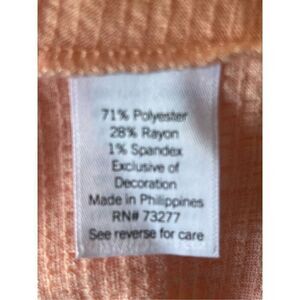 71% Polyester
28% Rayon
1% Spandex
Exclusive of
Decoration
Made in Philippines
RN# 73277
See reverse for care